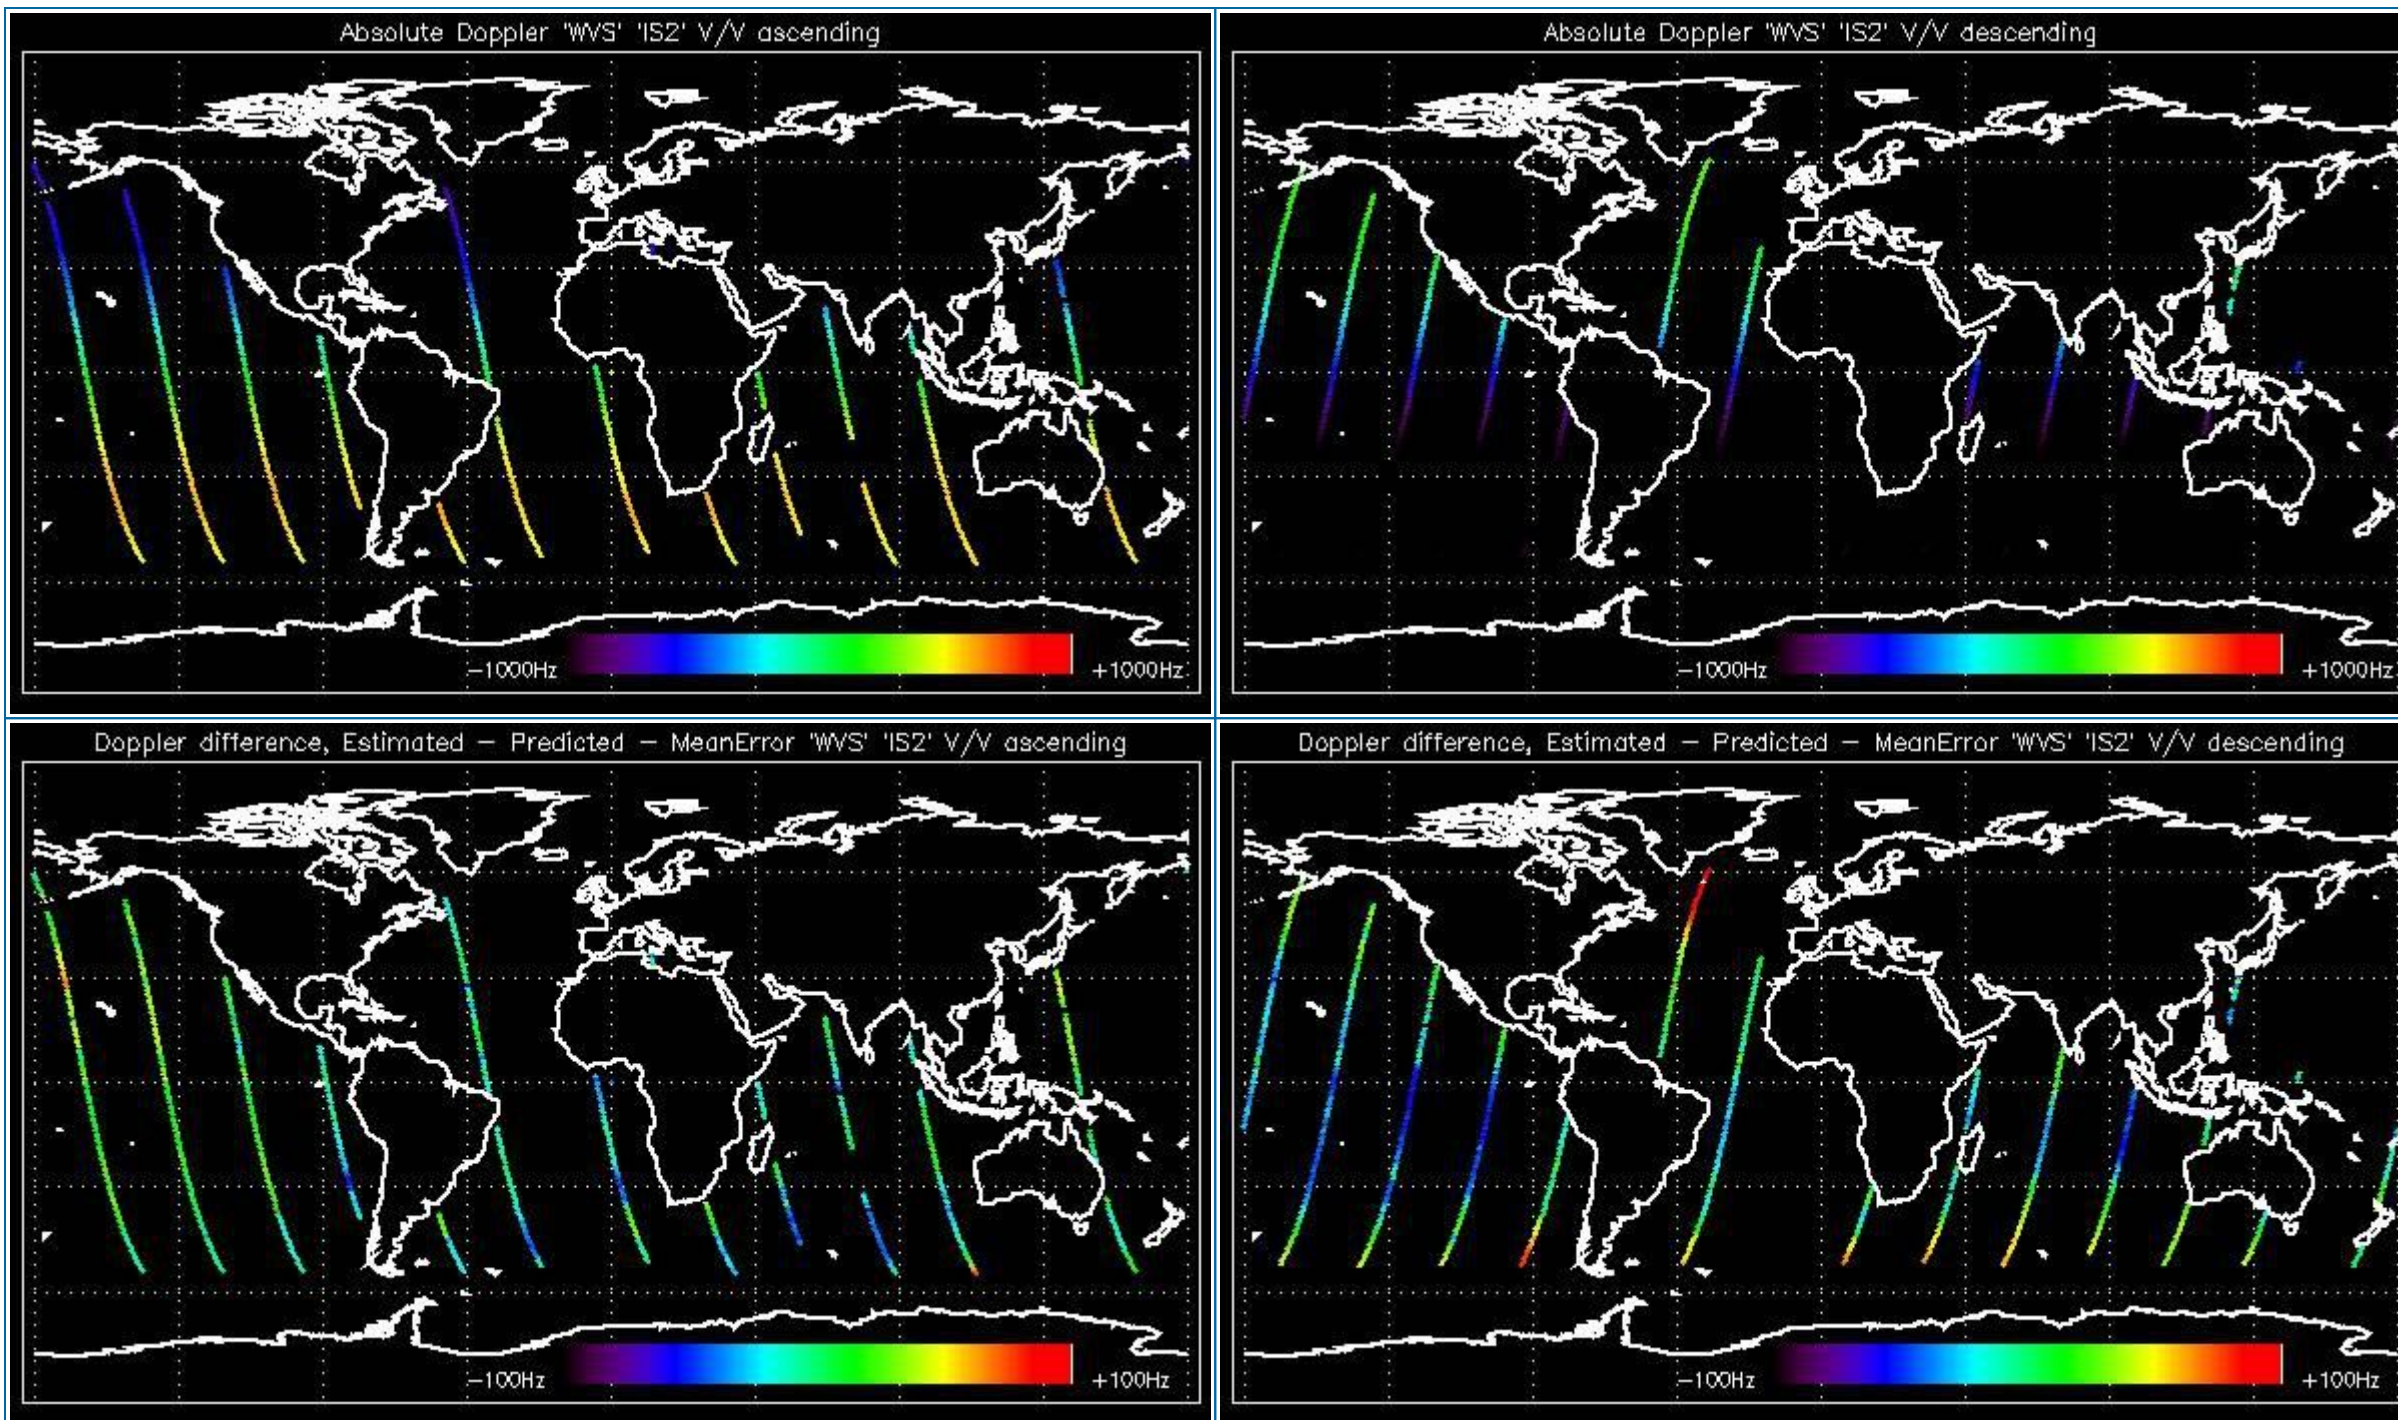 Absolute Doppler 'WVS' 'IS2' V/V ascending
-1000Hz +1000Hz
Absolute Doppler 'WVS' 'IS2' V/V descending
-1000Hz +1000Hz
Doppler difference, Estimated - Predicted - MeanError 'WVS' 'IS2' V/V ascending
-100Hz +100Hz
Doppler difference, Estimated - Predicted - MeanError 'WVS' 'IS2' V/V descending
-100Hz +100Hz